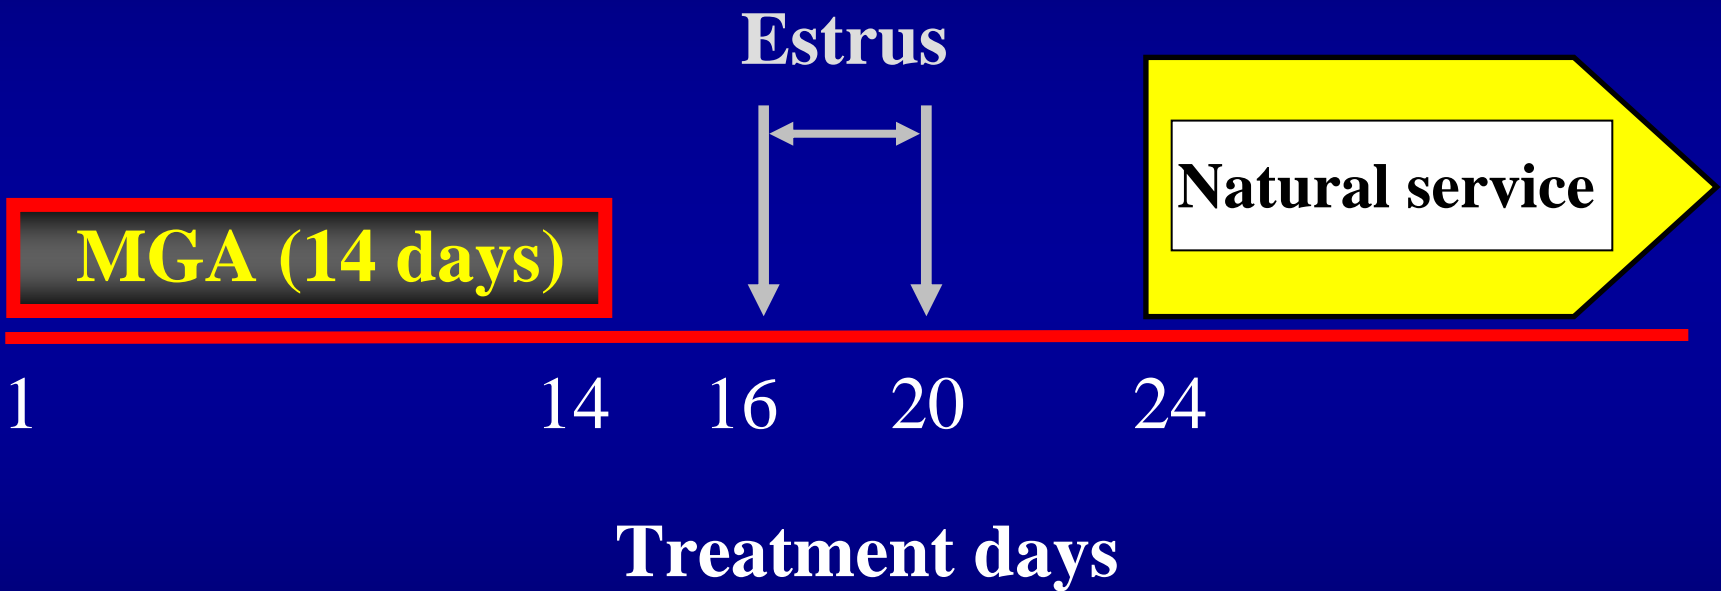 Estrus
Natural service
MGA (14 days)
1 14 16 20 24
Treatment days